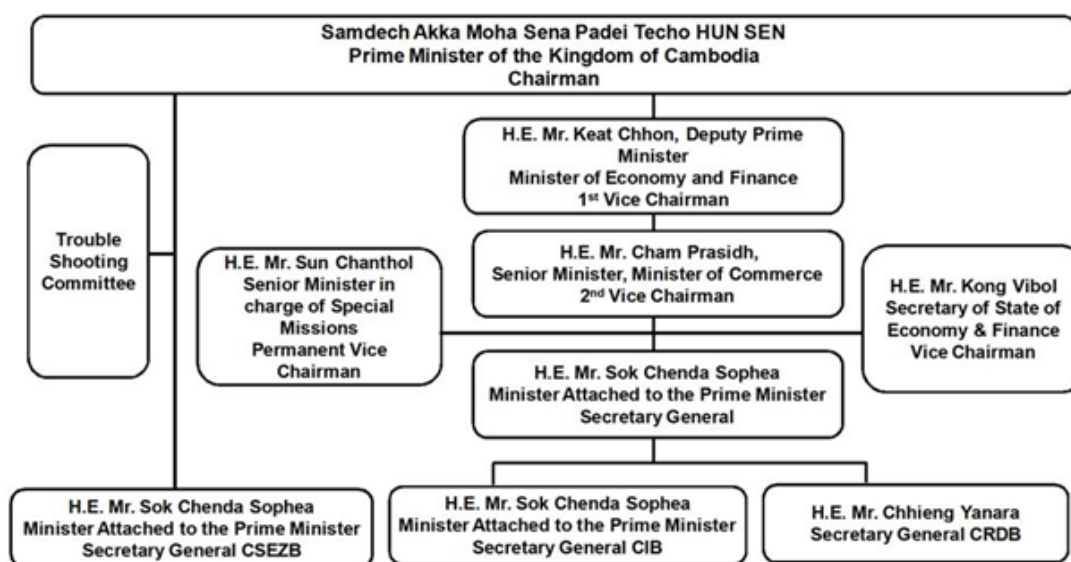 Samdech Akka Moha Sena Padei Techo HUN SEN
Prime Minister of the Kingdom of Cambodia
Chairman
H.E. Mr. Keat Chhon, Deputy Prime
Minister
Minister of Economy and Finance
1st Vice Chairman
Trouble
Shooting
Committee
H.E. Mr. Sun Chanthol
Senior Minister in
charge of Special
Missions
Permanent Vice
Chairman
H.E. Mr. Cham Prasidh,
Senior Minister, Minister of Commerce
2nd Vice Chairman
H.E. Mr. Kong Vibol
Secretary of State of
Economy & Finance
Vice Chairman
H.E. Mr. Sok Chenda Sophea
Minister Attached to the Prime Minister
Secretary General
H.E. Mr. Sok Chenda Sophea
Minister Attached to the Prime Minister
Secretary General CSEZB
H.E. Mr. Sok Chenda Sophea
Minister Attached to the Prime Minister
Secretary General CIB
H.E. Mr. Chhieng Yanara
Secretary General CRDB